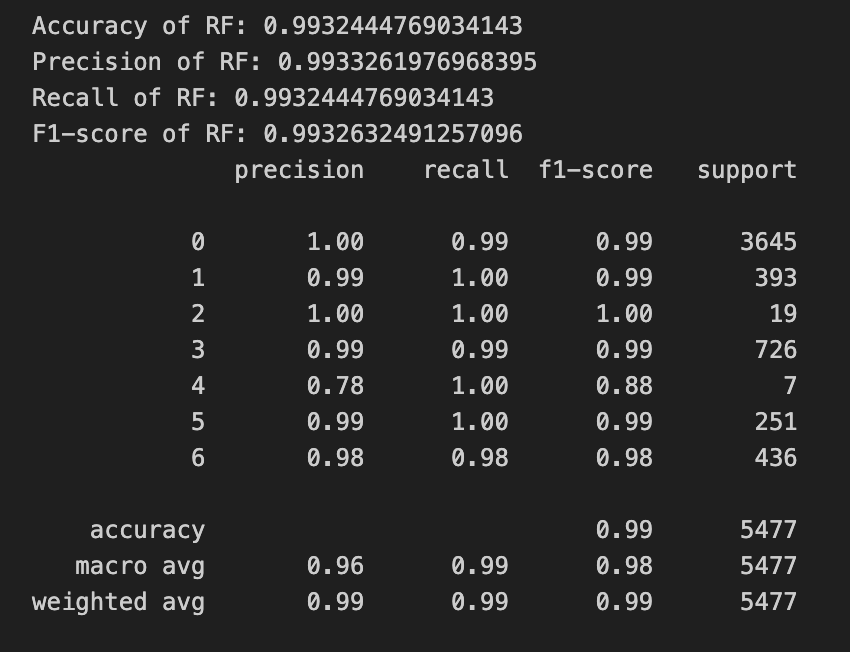 Accuracy of RF: 0.9932444769034143
Precision of RF: 0.9933261976968395
Recall of RF: 0.9932444769034143
F1-score of RF: 0.9932632491257096
precision recall f1-score support
0 1.00 0.99 0.99 3645
1 0.99 1.00 0.99 393
2 1.00 1.00 1.00 19
3 0.99 0.99 0.99 726
4 0.78 1.00 0.88 7
5 0.99 1.00 0.99 251
6 0.98 0.98 0.98 436
accuracy 0.99 5477
macro avg 0.96 0.99 0.98 5477
weighted avg 0.99 0.99 0.99 5477